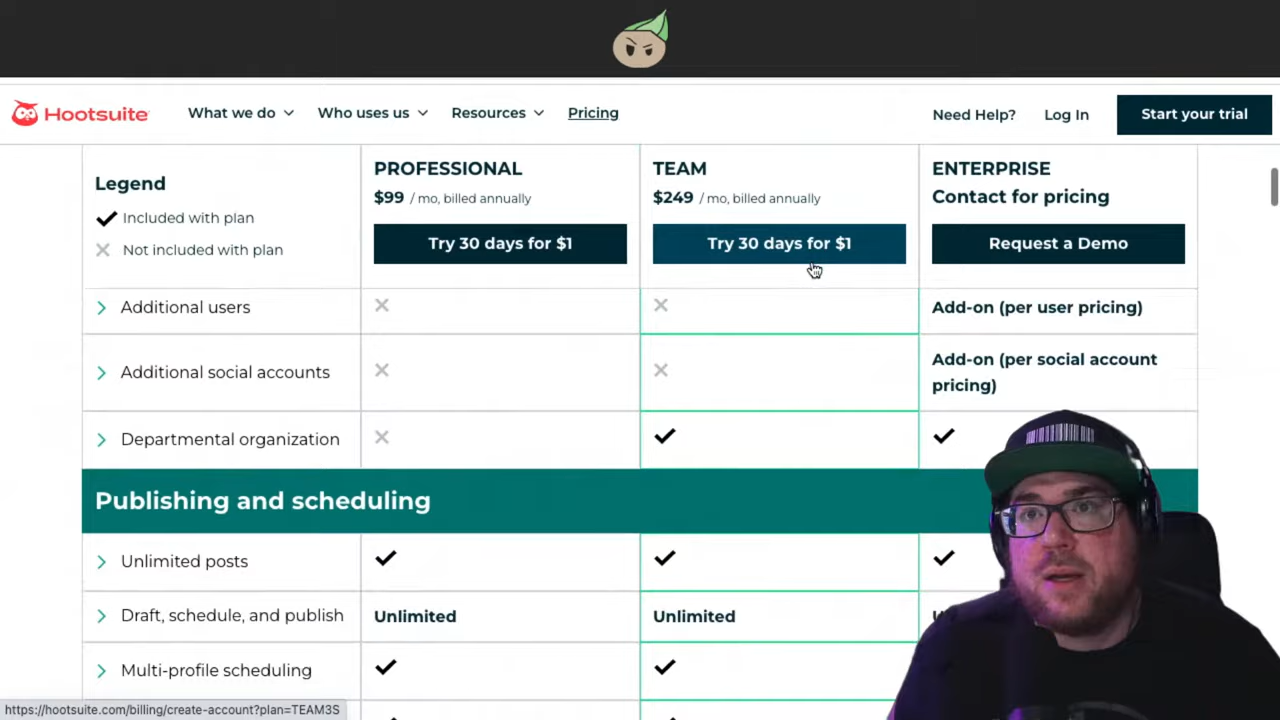 Hootsuite
What we do
Who uses us
Resources
Pricing
Need Help?
Log In
Start your trial
Legend
Included with plan
Not included with plan
PROFESSIONAL
$99 / mo, billed annually
Try 30 days for $1
TEAM
$249 / mo, billed annually
Try 30 days for $1
ENTERPRISE
Contact for pricing
Request a Demo
Additional users
Add-on (per user pricing)
Additional social accounts
Add-on (per social account
pricing)
Departmental organization
Publishing and scheduling
Unlimited posts
Draft, schedule, and publish
Unlimited
Unlimited
Multi-profile scheduling
https://hootsuite.com/billing/create-account?plan=TEAM3S